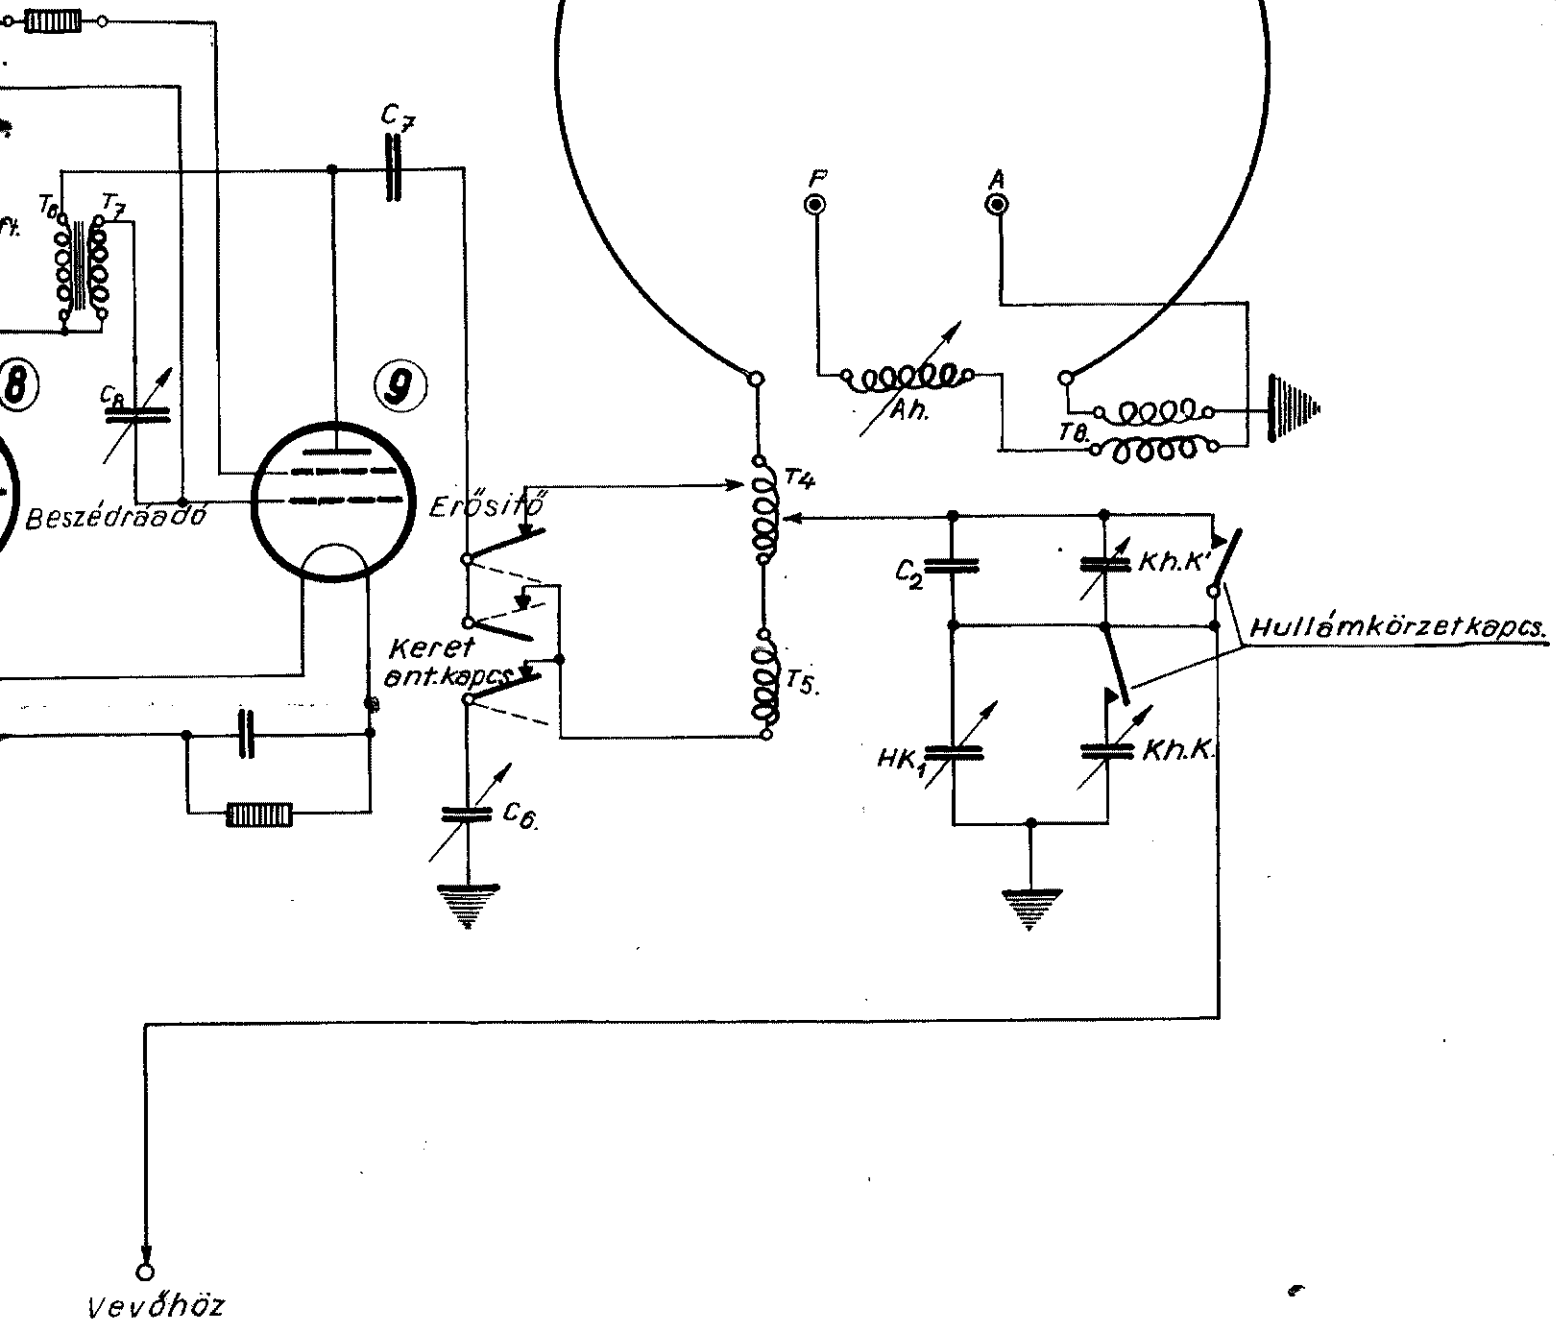 C7
P
A
T6
T7
ft.
8
9
C8
Ah.
T8.
Beszédráadó
Erősítő
T4
C2
Kh.K'
Hullámkörzetkapcs.
Keret
ant.kapcs.
T5.
HK1
Kh.K.
C6.
Vevőhöz